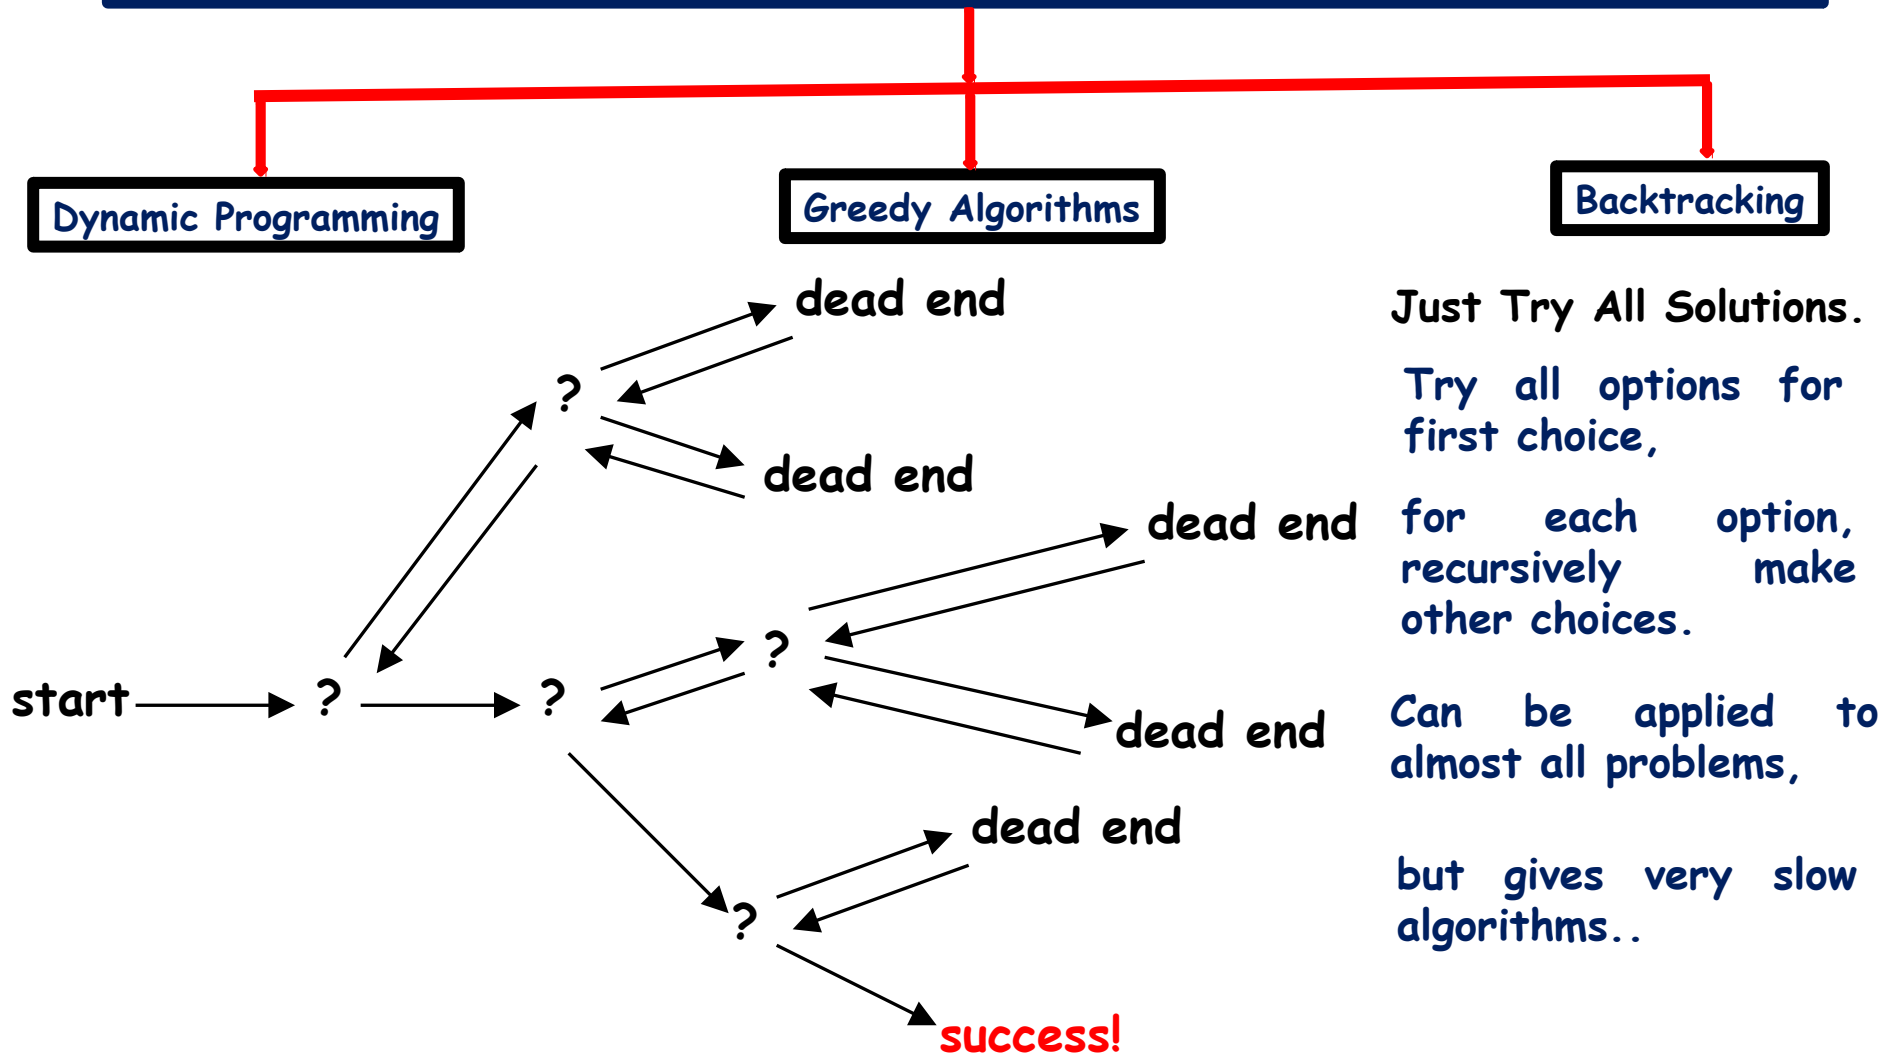 Dynamic Programming
Greedy Algorithms
Backtracking
dead end
?
dead end
dead end
?
start
?
?
dead end
dead end
?
success!
Just Try All Solutions.
Try all options for
first choice,
for each option,
recursively make
other choices.
Can be applied to
almost all problems,
but gives very slow
algorithms..